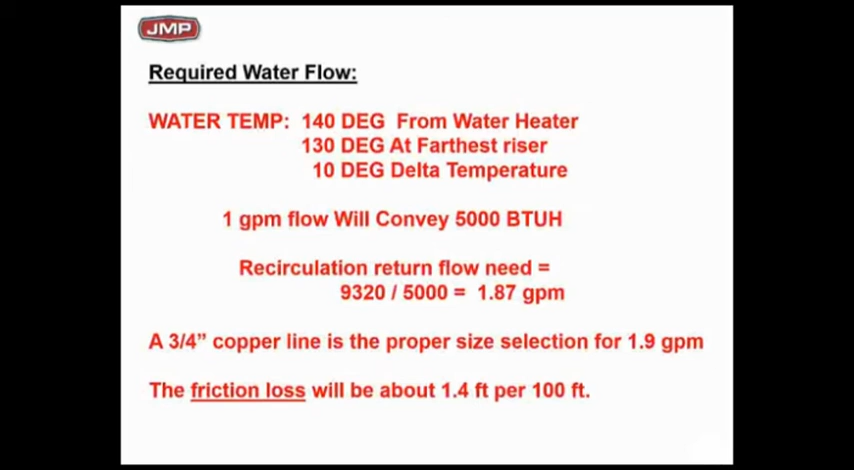 JMP
Required Water Flow:
WATER TEMP: 140 DEG From Water Heater
130 DEG At Farthest riser
10 DEG Delta Temperature
1 gpm flow Will Convey 5000 BTUH
Recirculation return flow need =
9320 / 5000 = 1.87 gpm
A 3/4” copper line is the proper size selection for 1.9 gpm
The friction loss will be about 1.4 ft per 100 ft.